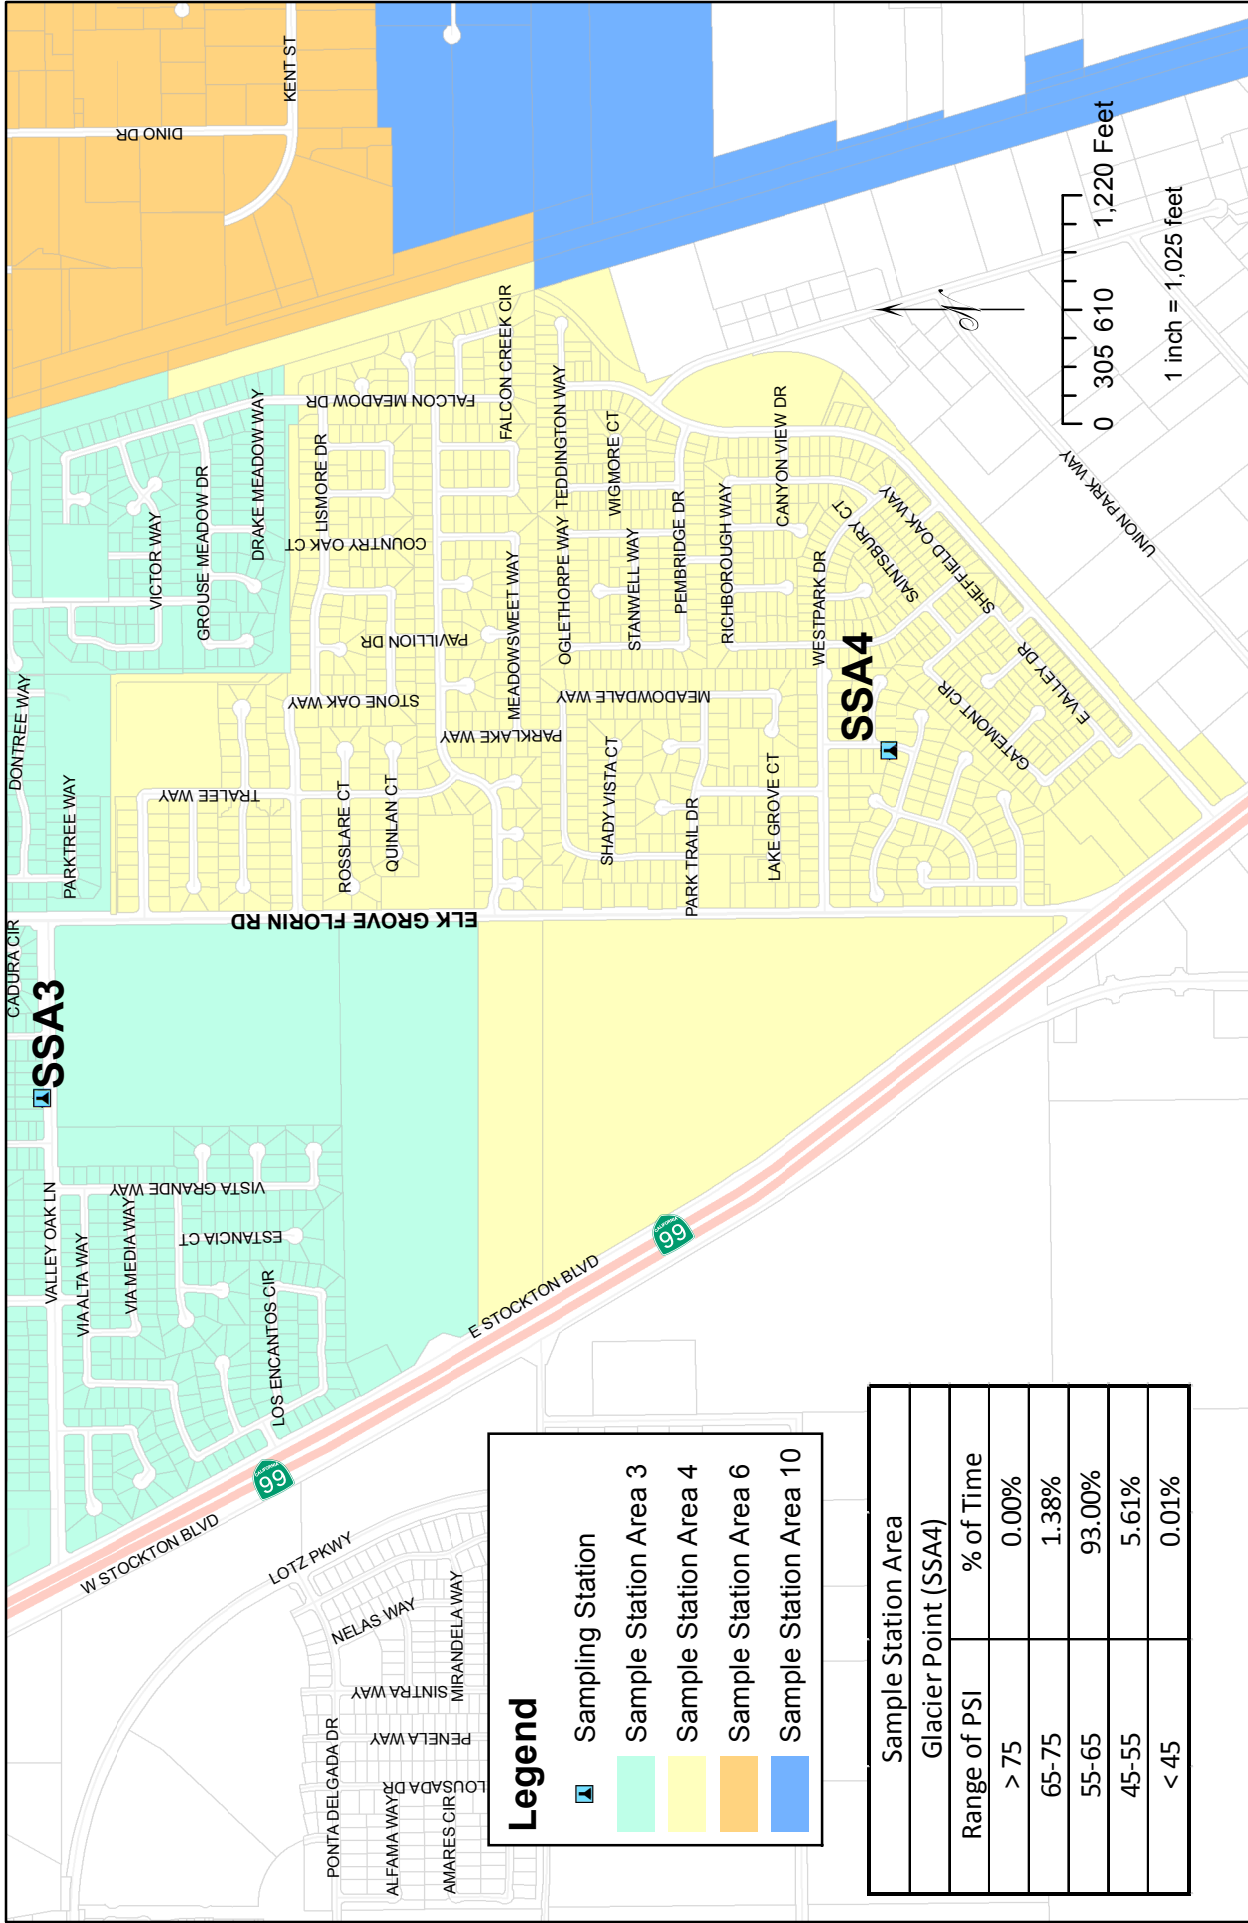 CADURA CIR
SSA3
DONTREE WAY
PARKTREE WAY
VALLEY OAK LN
VIA ALTA WAY
VIA MEDIA WAY
VISTA GRANDE WAY
ESTANCIA CT
LOS ENCANTOS CIR
W STOCKTON BLVD
CALIFORNIA
99
E STOCKTON BLVD
CALIFORNIA
99
LOTZ PKWY
NELAS WAY
MIRANDELA WAY
SINTRA WAY
PENELA WAY
LOUSADA DR
PONTA DELGADA DR
ALFAMA WAY
AMARES CIR
ELK GROVE FLORIN RD
TRALEE WAY
ROSSLARE CT
QUINLAN CT
STONE OAK WAY
PAVILLION DR
COUNTRY OAK CT
LISMORE DR
VICTOR WAY
GROUSE MEADOW DR
DRAKE MEADOW WAY
FALCON MEADOW DR
FALCON CREEK CIR
DINO DR
KENT ST
PARKLAKE WAY
MEADOWSWEET WAY
MEADOWDALE WAY
OGLETHORPE WAY
TEDDINGTON WAY
WIGMORE CT
STANWELL WAY
PEMBRIDGE DR
SHADY VISTA CT
PARK TRAIL DR
LAKE GROVE CT
RICHBOROUGH WAY
CANYON VIEW DR
WESTPARK DR
SAINTSBURY CT
SHEFFIELD OAK WAY
SSA4
GATEMONT CIR
E VALLEY DR
UNION PARK WAY
N
0 305 610 1,220 Feet
1 inch = 1,025 feet
Legend
Sampling Station
Sample Station Area 3
Sample Station Area 4
Sample Station Area 6
Sample Station Area 10
Sample Station Area
Glacier Point (SSA4)
Range of PSI % of Time
> 75 0.00%
65-75 1.38%
55-65 93.00%
45-55 5.61%
< 45 0.01%